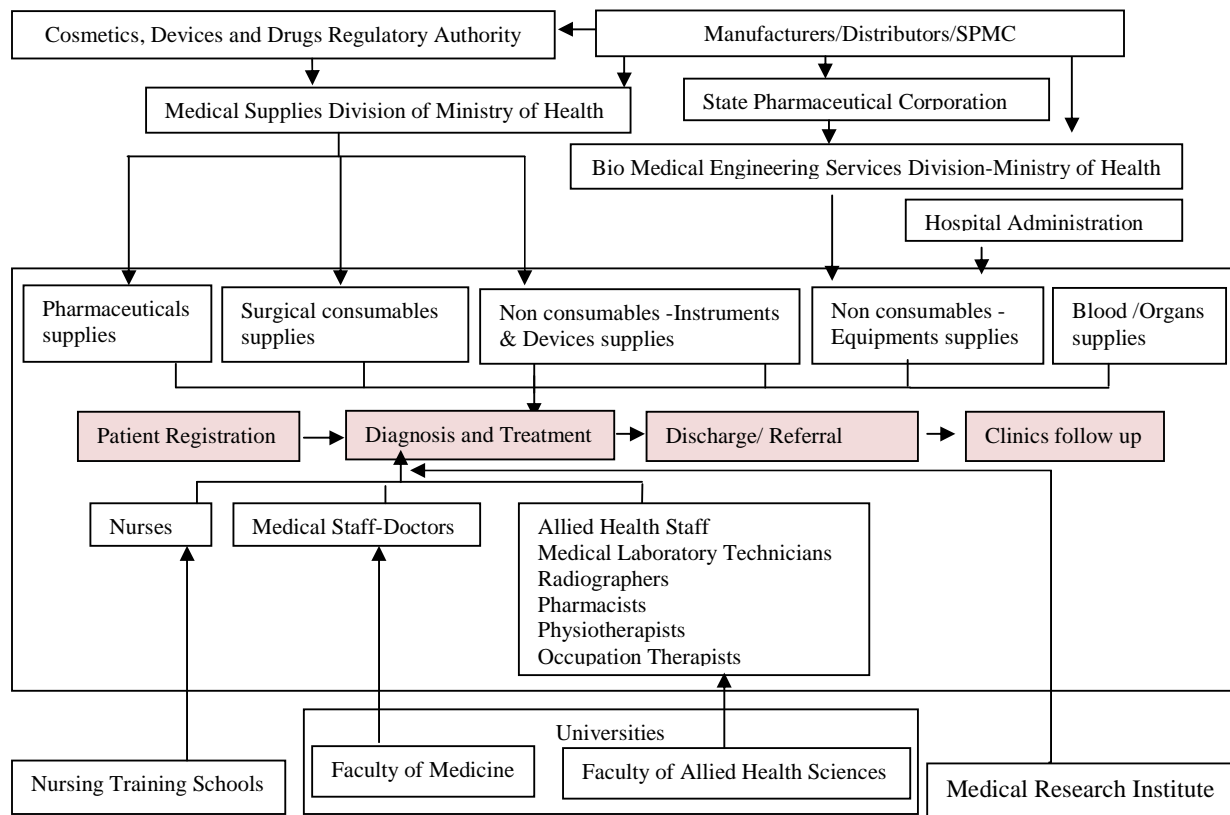 Cosmetics, Devices and Drugs Regulatory Authority
Manufacturers/Distributors/SPMC
Medical Supplies Division of Ministry of Health
State Pharmaceutical Corporation
Bio Medical Engineering Services Division-Ministry of Health
Hospital Administration
Pharmaceuticals
supplies
Surgical consumables
supplies
Non consumables -Instruments
& Devices supplies
Non consumables -
Equipments supplies
Blood /Organs
supplies
Patient Registration
Diagnosis and Treatment
Discharge/ Referral
Clinics follow up
Nurses
Medical Staff-Doctors
Allied Health Staff
Medical Laboratory Technicians
Radiographers
Pharmacists
Physiotherapists
Occupation Therapists
Universities
Nursing Training Schools
Faculty of Medicine
Faculty of Allied Health Sciences
Medical Research Institute